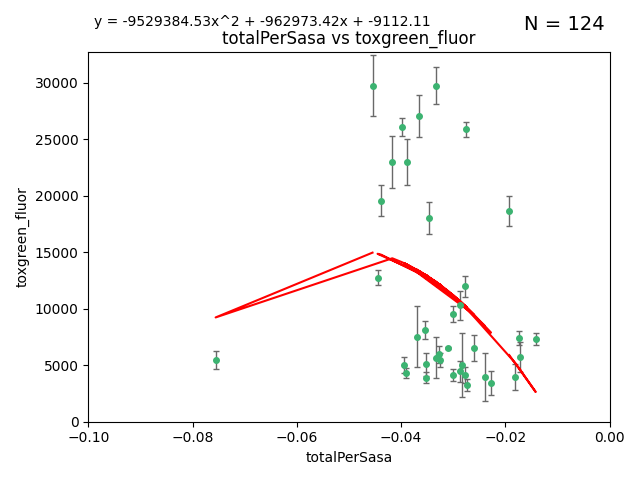 y = -9529384.53x^2 + -962973.42x + -9112.11
N = 124
totalPerSasa vs toxgreen_fluor
toxgreen_fluor
30000
25000
20000
15000
10000
5000
0
−0.10
−0.08
−0.06
−0.04
−0.02
0.00
totalPerSasa